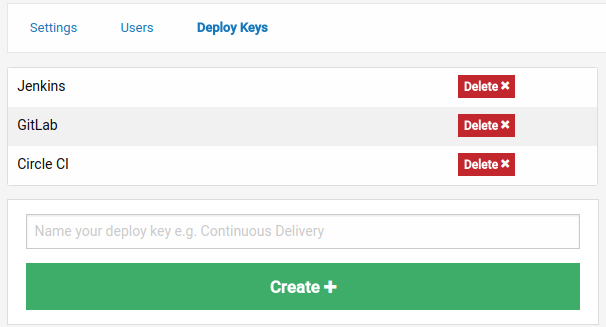 Settings Users Deploy Keys
Jenkins Delete ✖
GitLab Delete ✖
Circle CI Delete ✖
Name your deploy key e.g. Continuous Delivery
Create ✚